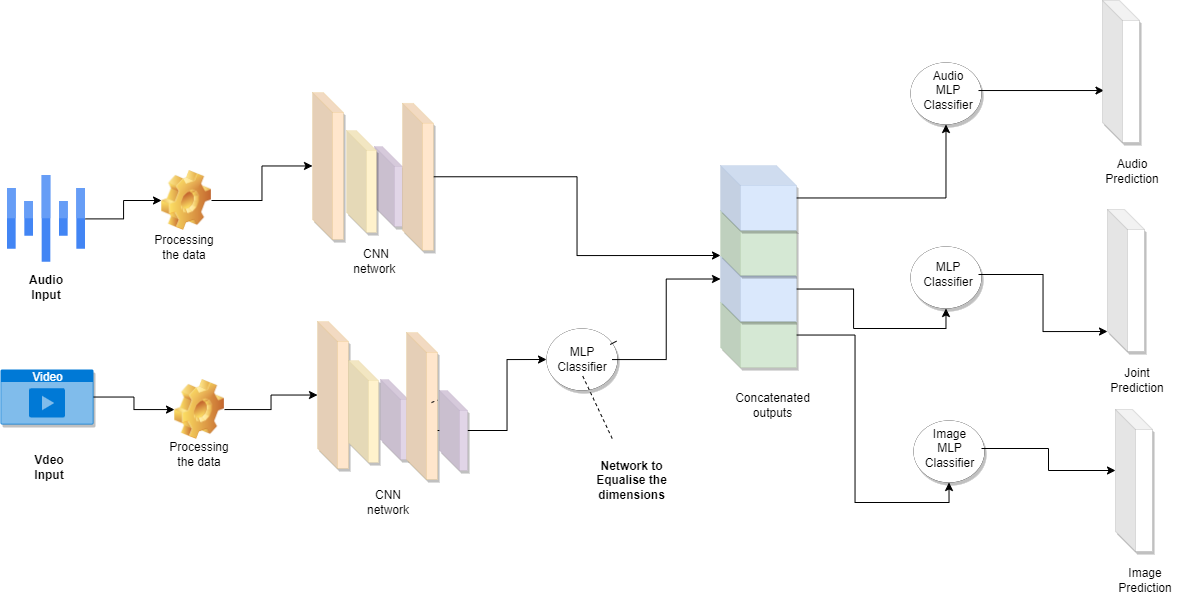 Audio
Input
Processing
the data
CNN
network
Video
Vdeo
Input
Processing
the data
CNN
network
MLP
Classifier
Network to
Equalise the
dimensions
Concatenated
outputs
Audio
MLP
Classifier
Audio
Prediction
MLP
Classifier
Joint
Prediction
Image
MLP
Classifier
Image
Prediction